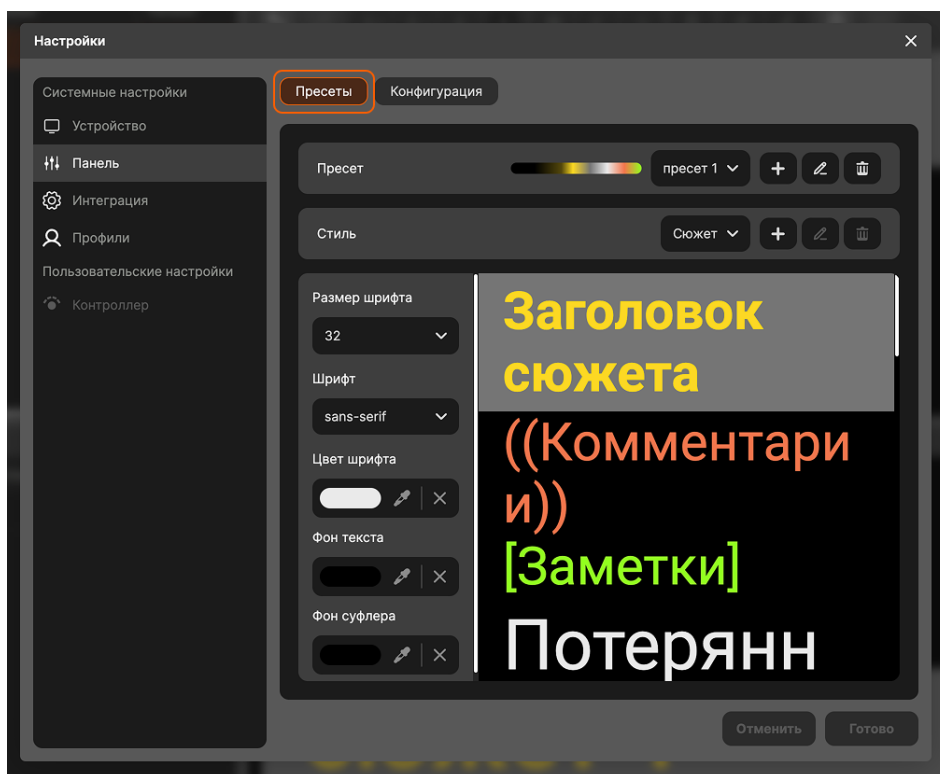 Настройки
Системные настройки
Устройство
Панель
Интеграция
Профили
Пользовательские настройки
Контроллер
Пресеты
Конфигурация
Пресет
пресет 1
Стиль
Сюжет
Размер шрифта
32
Шрифт
sans-serif
Цвет шрифта
Фон текста
Фон суфлера
Заголовок
сюжета
((Комментари
и))
[Заметки]
Потерянн
Отменить
Готово